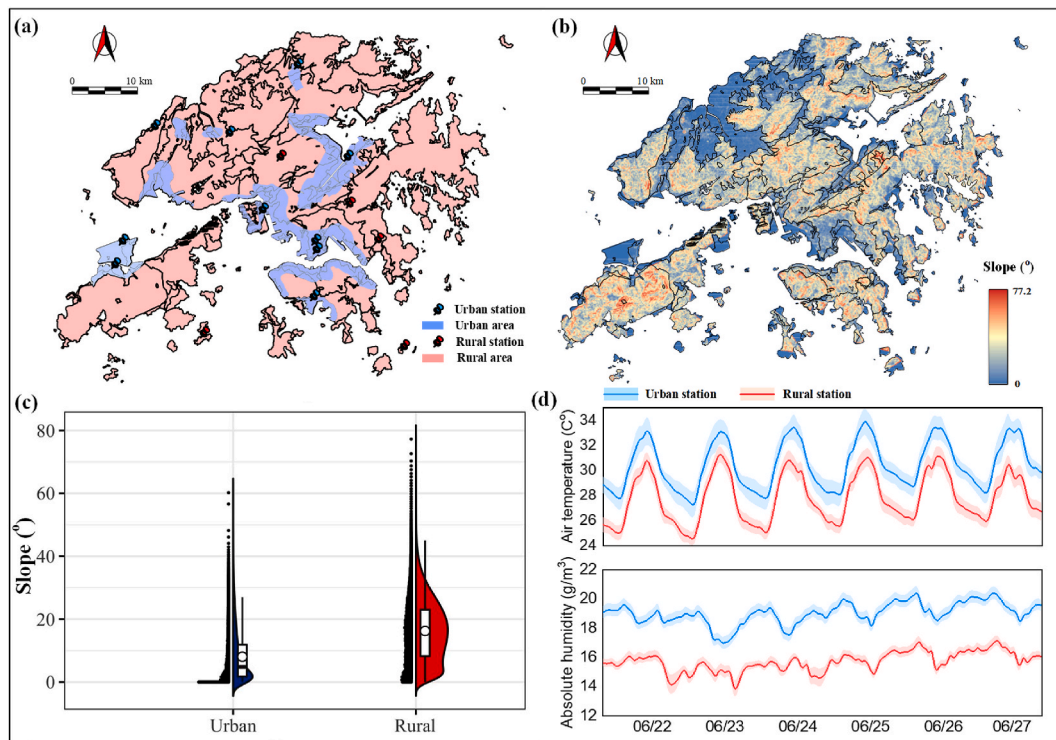 (a)
0 10 km
Urban station
Urban area
Rural station
Rural area
(b)
0 10 km
Slope (°)
77.2
0
(c)
80
60
40
20
0
Slope (°)
Urban
Rural
Urban station
Rural station
(d)
34
32
30
28
26
24
Air temperature (C°)
22
20
18
16
14
12
Absolute humidity (g/m³)
06/22
06/23
06/24
06/25
06/26
06/27